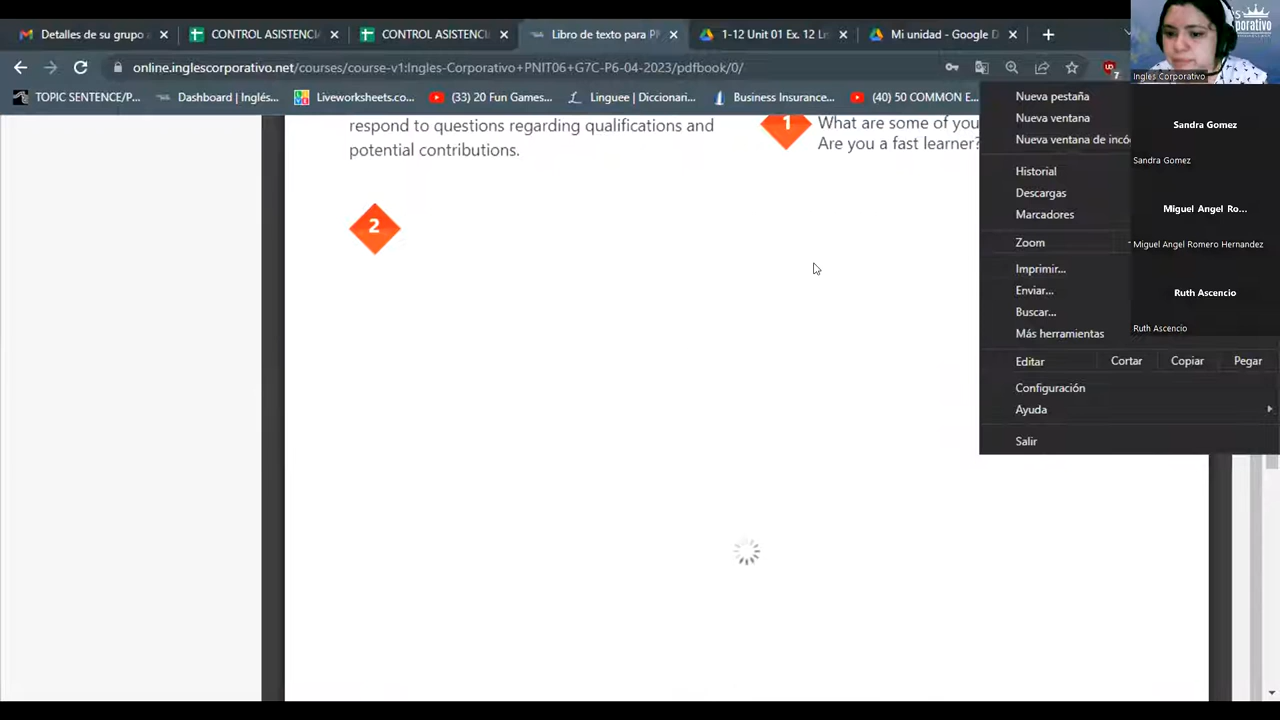 Detalles de su grupo
CONTROL ASISTENCI
CONTROL ASISTENC
Libro de texto para P
1-12 Unit 01 Ex. 12 L
Mi unidad - Google D
online.inglescorporativo.net/courses/course-v1:Ingles-Corporativo+PNIT06+G7C-P6-04-2023/pdfbook/0/
7
TOPIC SENTENCE/P...
Dashboard | Inglés...
Liveworksheets.co...
(33) 20 Fun Games...
Linguee | Diccionari...
Business Insurance...
(40) 50 COMMON E...
respond to questions regarding qualifications and
potential contributions.
2
1
What are some of you
Are you a fast learner?
Nueva pestaña
Nueva ventana
Nueva ventana de incó
Historial
Descargas
Marcadores
Zoom
Imprimir...
Enviar...
Buscar...
Más herramientas
Editar
Cortar
Copiar
Pegar
Configuración
Ayuda
Salir
Ingles Corporativo
Sandra Gomez
Sandra Gomez
Miguel Angel Ro...
Miguel Angel Romero Hernandez
Ruth Ascencio
Ruth Ascencio